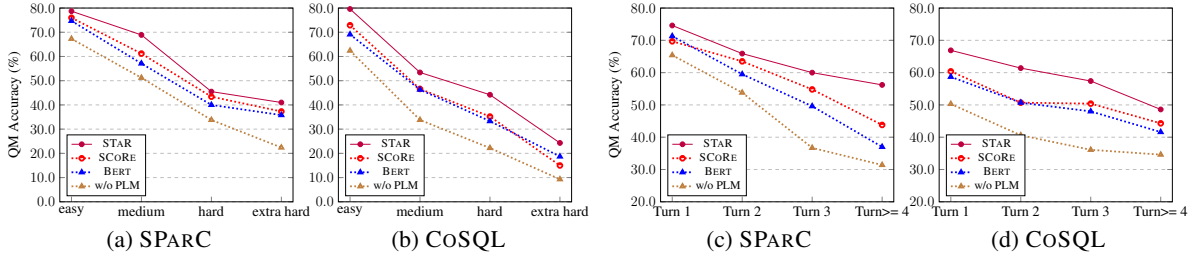 QM Accuracy (%)
80.0
70.0
60.0
50.0
40.0
30.0
20.0
10.0
0.0
STAR
SCORE
BERT
w/o PLM
easy medium hard extra hard
(a) SPARC
80.0
70.0
60.0
50.0
40.0
30.0
20.0
10.0
0.0
STAR
SCORE
BERT
w/o PLM
easy medium hard extra hard
(b) COSQL
QM Accuracy (%)
80.0
70.0
60.0
50.0
40.0
30.0
20.0
STAR
SCORE
BERT
w/o PLM
Turn 1 Turn 2 Turn 3 Turn>= 4
(c) SPARC
80.0
70.0
60.0
50.0
40.0
30.0
20.0
STAR
SCORE
BERT
w/o PLM
Turn 1 Turn 2 Turn 3 Turn>= 4
(d) COSQL